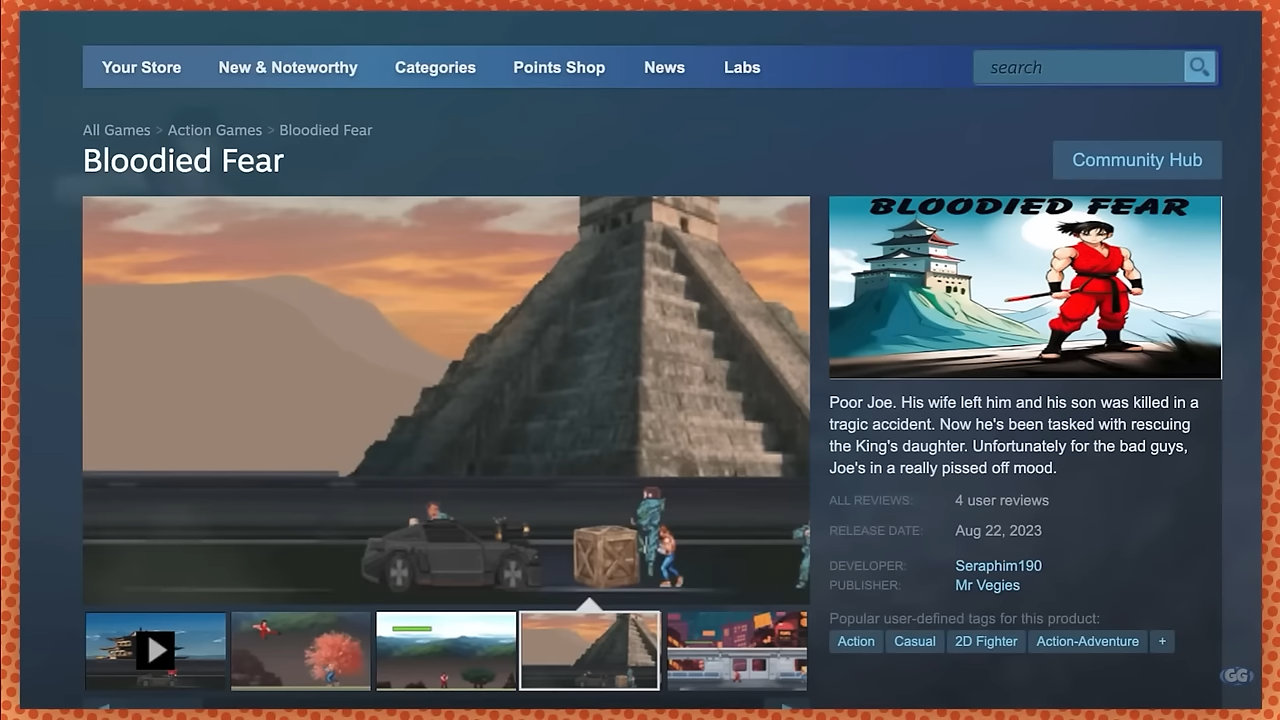 Your Store New & Noteworthy Categories Points Shop News Labs search
All Games > Action Games > Bloodied Fear
Bloodied Fear
Community Hub
BLOODIED FEAR
Poor Joe. His wife left him and his son was killed in a
tragic accident. Now he's been tasked with rescuing
the King's daughter. Unfortunately for the bad guys,
Joe's in a really pissed off mood.
ALL REVIEWS: 4 user reviews
RELEASE DATE: Aug 22, 2023
DEVELOPER: Seraphim190
PUBLISHER: Mr Vegies
Popular user-defined tags for this product:
Action Casual 2D Fighter Action-Adventure +
GG